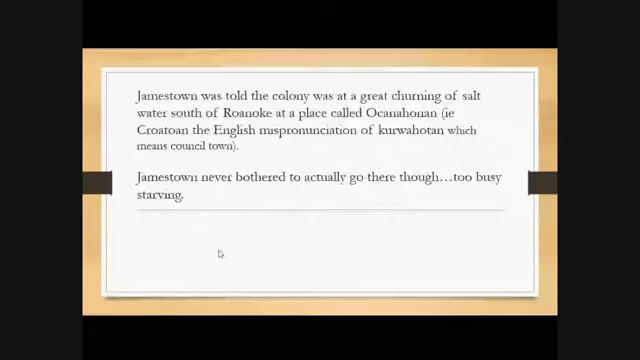 Jamestown was told the colony was at a great churning of salt
water south of Roanoke at a place called Ocanahonan (ie
Croatoan the English mispronunciation of kurwahotan which
means council town).
Jamestown never bothered to actually go there though…too busy
starving.